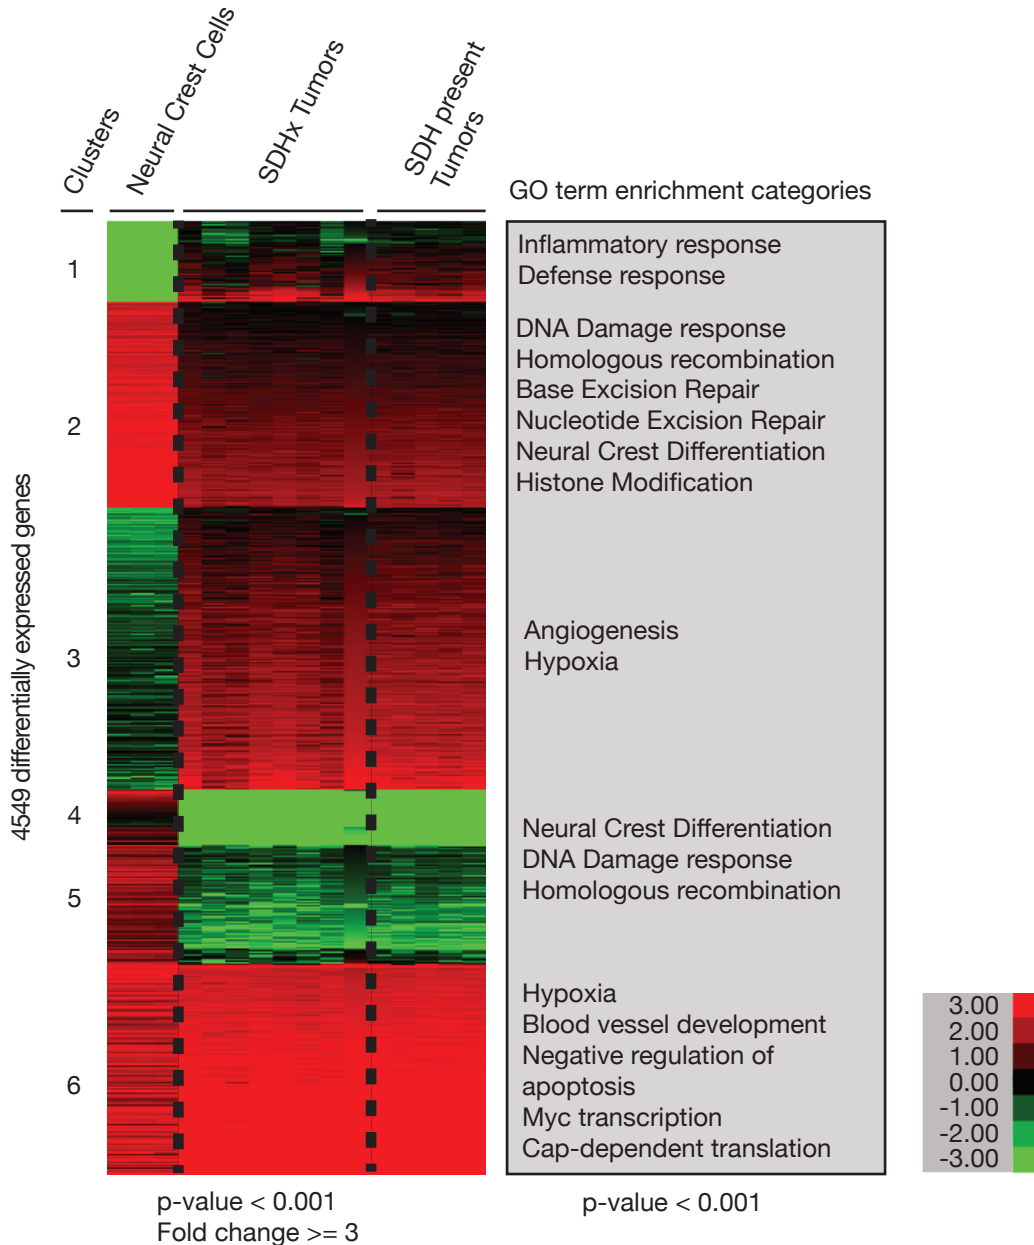 Clusters
Neural Crest Cells
SDHx Tumors
SDH present
Tumors
GO term enrichment categories
4549 differentially expressed genes
1
Inflammatory response
Defense response
2
DNA Damage response
Homologous recombination
Base Excision Repair
Nucleotide Excision Repair
Neural Crest Differentiation
Histone Modification
3
Angiogenesis
Hypoxia
4
5
Neural Crest Differentiation
DNA Damage response
Homologous recombination
6
Hypoxia
Blood vessel development
Negative regulation of
apoptosis
Myc transcription
Cap-dependent translation
3.00
2.00
1.00
0.00
-1.00
-2.00
-3.00
p-value < 0.001
Fold change >= 3
p-value < 0.001